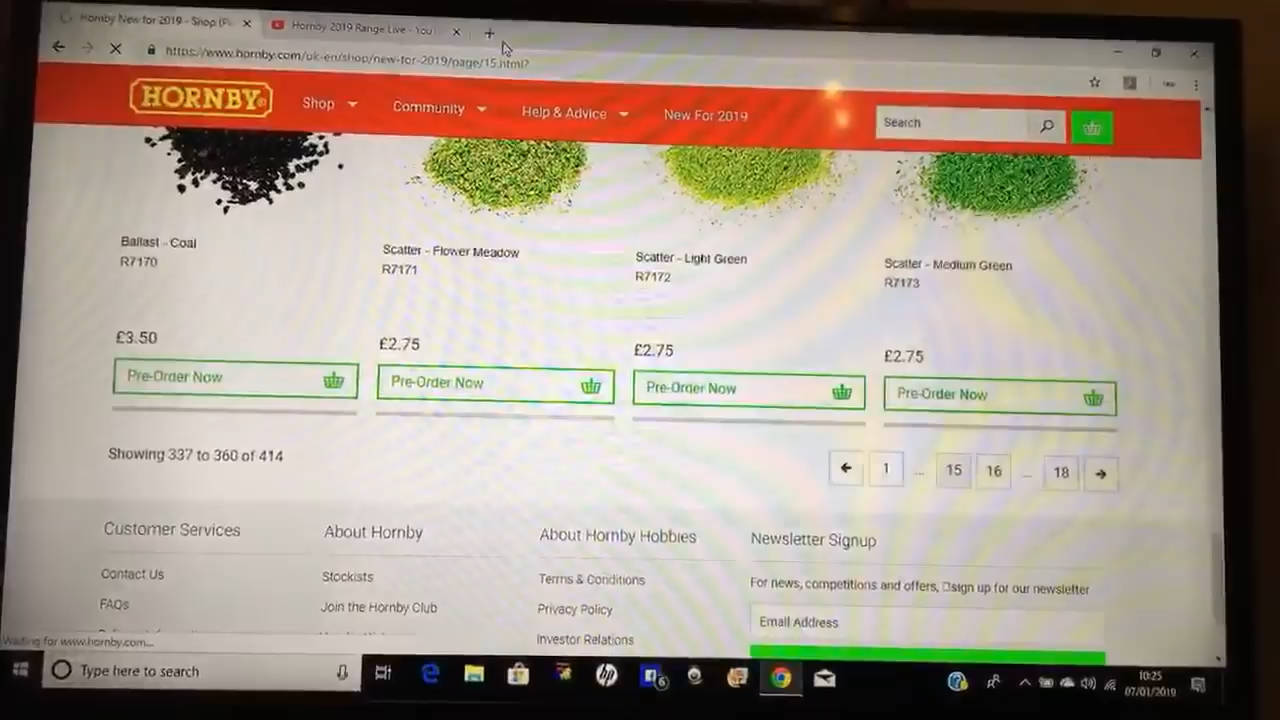 Hornby New for 2019 - Shop (F
Hornby 2019 Range Live - You
https://www.hornby.com/uk-en/shop/new-for-2019/page/15.html?
HORNBY
Shop
Community
Help & Advice
New For 2019
Search
Ballast - Coal
R7170
£3.50
Pre-Order Now
Scatter - Flower Meadow
R7171
£2.75
Pre-Order Now
Scatter - Light Green
R7172
£2.75
Pre-Order Now
Scatter - Medium Green
R7173
£2.75
Pre-Order Now
Showing 337 to 360 of 414
1 ... 15 16 ... 18
Customer Services
Contact Us
FAQs
About Hornby
Stockists
Join the Hornby Club
About Hornby Hobbies
Terms & Conditions
Privacy Policy
Investor Relations
Newsletter Signup
For news, competitions and offers, sign up for our newsletter
Email Address
Waiting for www.hornby.com...
Type here to search
hp
6
10:25
07/01/2019